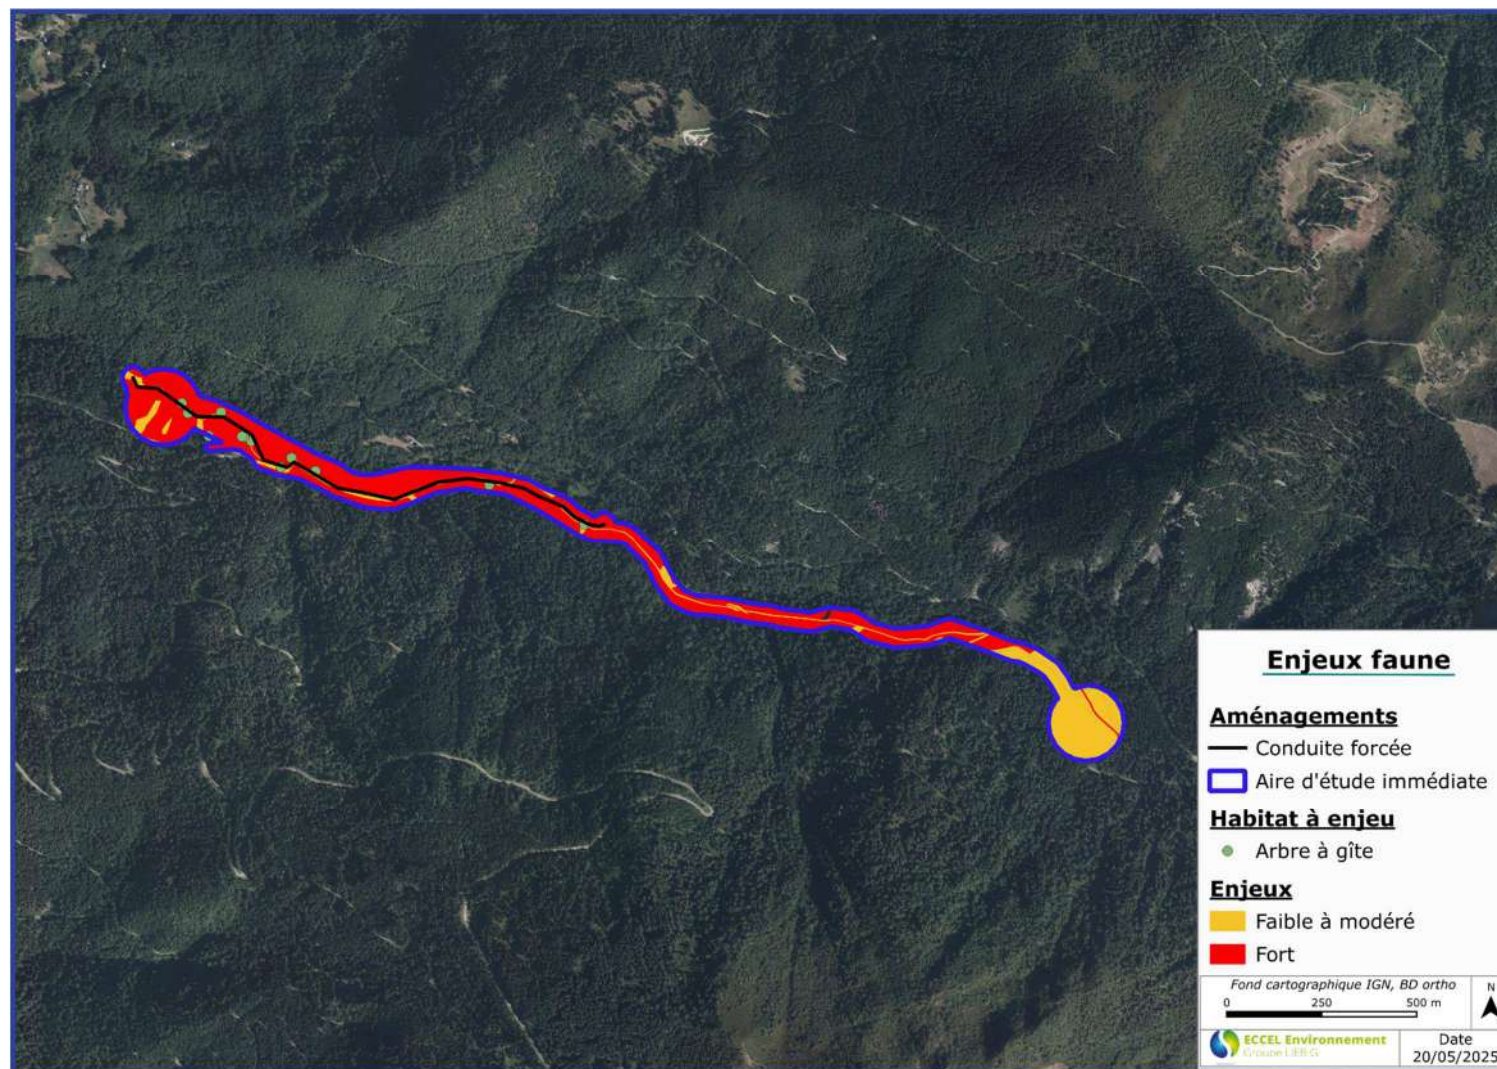 Enjeux faune
Aménagements
Conduite forcée
Aire d'étude immédiate
Habitat à enjeu
Arbre à gîte
Enjeux
Faible à modéré
Fort
Fond cartographique IGN, BD ortho
0 250 500 m
N
ECCEL Environnement
Groupe
Date
20/05/2025